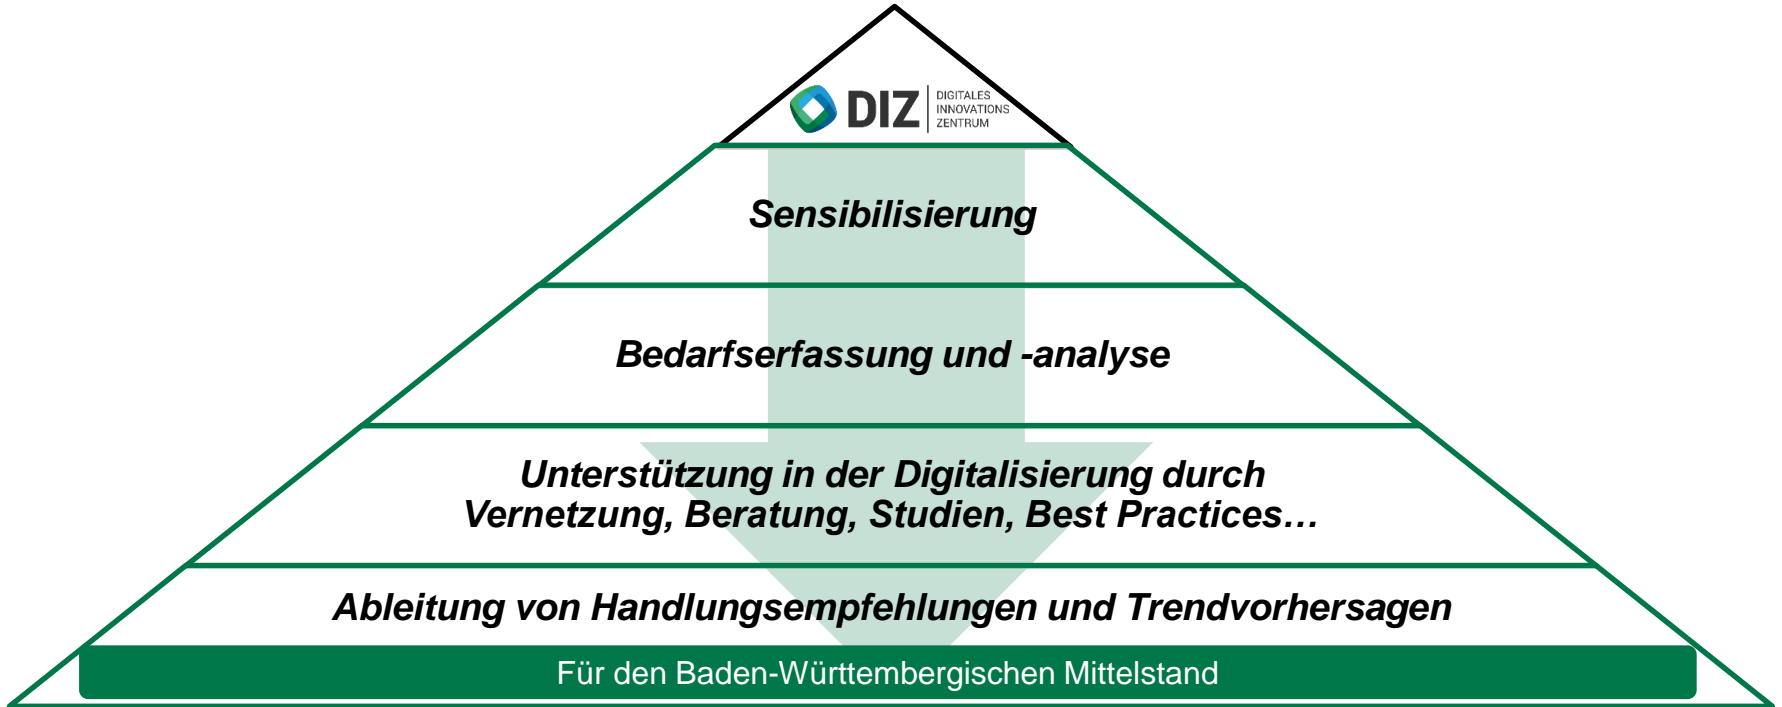 DIZ
DIGITALES
INNOVATIONS
ZENTRUM
Sensibilisierung
Bedarfserfassung und -analyse
Unterstützung in der Digitalisierung durch
Vernetzung, Beratung, Studien, Best Practices…
Ableitung von Handlungsempfehlungen und Trendvorhersagen
Für den Baden-Württembergischen Mittelstand